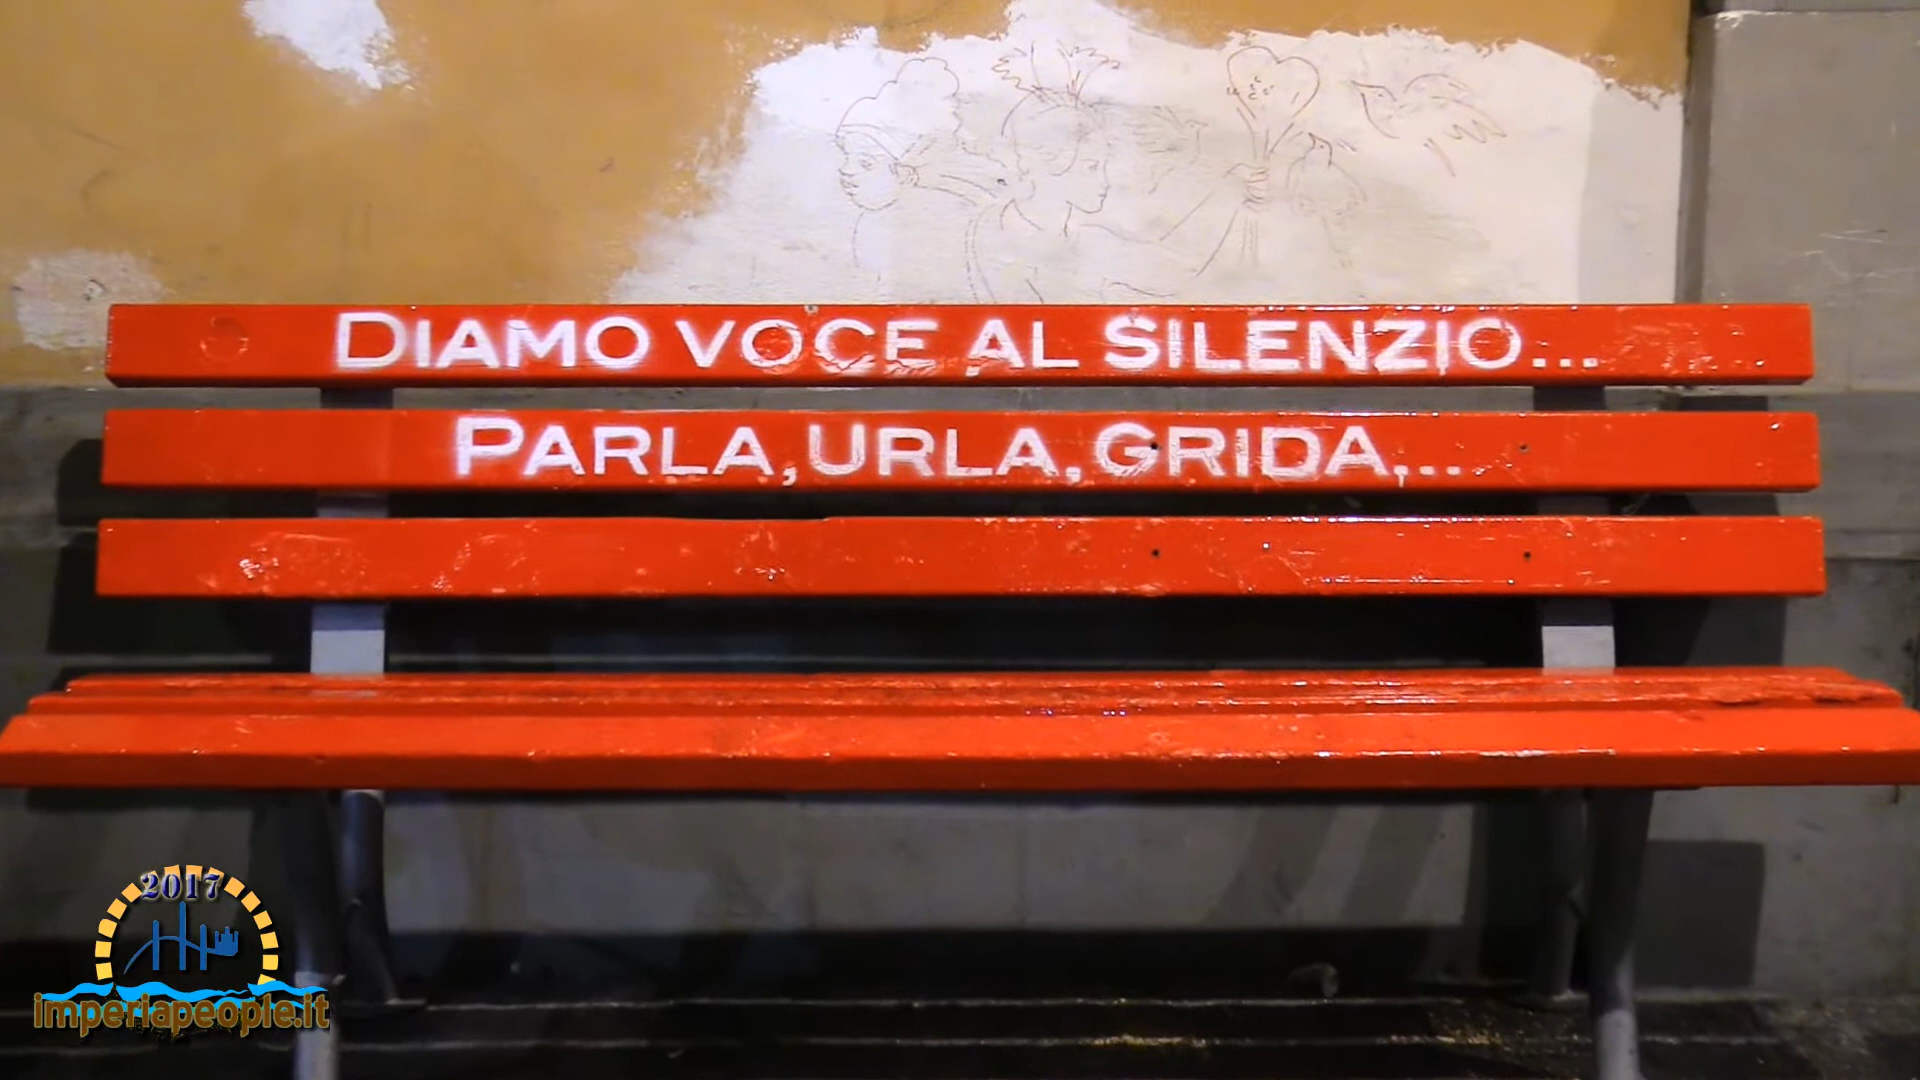 DIAMO VOCE AL SILENZIO...
PARLA, URLA, GRIDA,..
2017
imperiapeople.it